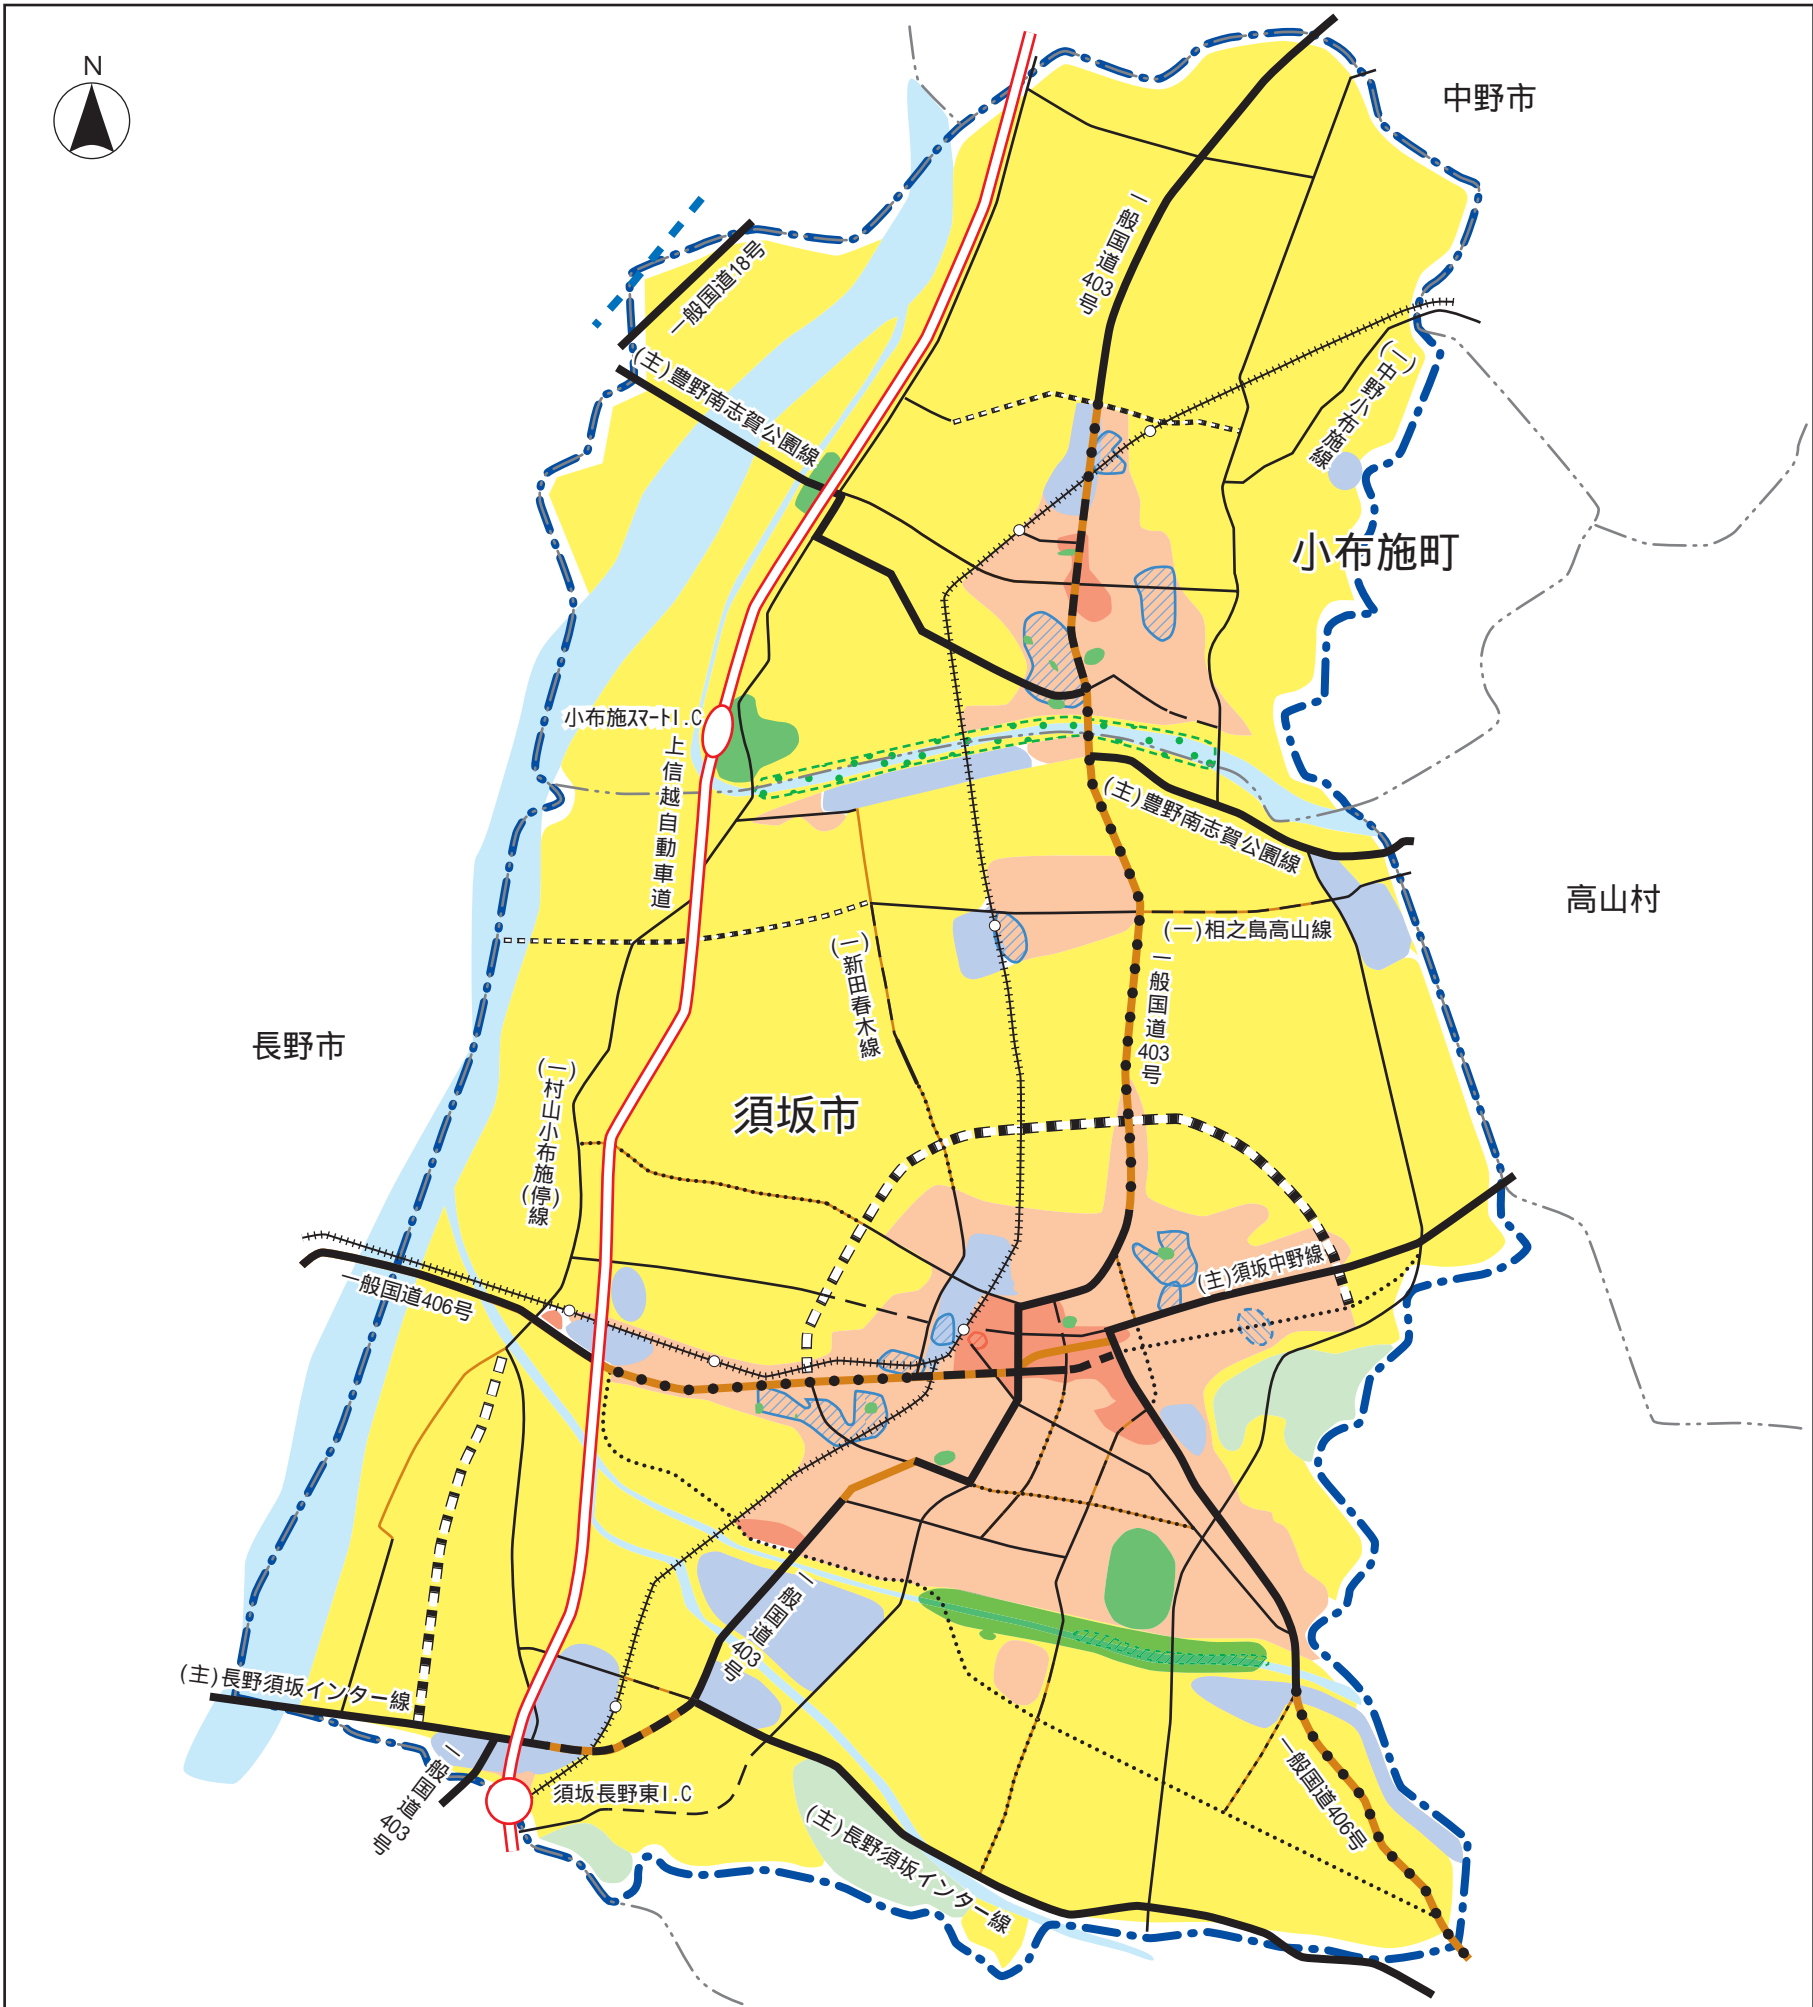 N
中野市
一般国道403号
一般国道18号
(主)豊野南志賀公園線
(一)中野小布施線
小布施町
小布施スマートI.C
上信越自動車道
(主)豊野南志賀公園線
高山村
(一)相之島高山線
(一)新田春木線
一般国道403号
長野市
(一)村山小布施(停)線
須坂市
(主)須坂中野線
一般国道406号
一般国道403号
(主)長野須坂インター線
一般国道403号
須坂長野東I.C
(主)長野須坂インター線
一般国道406号